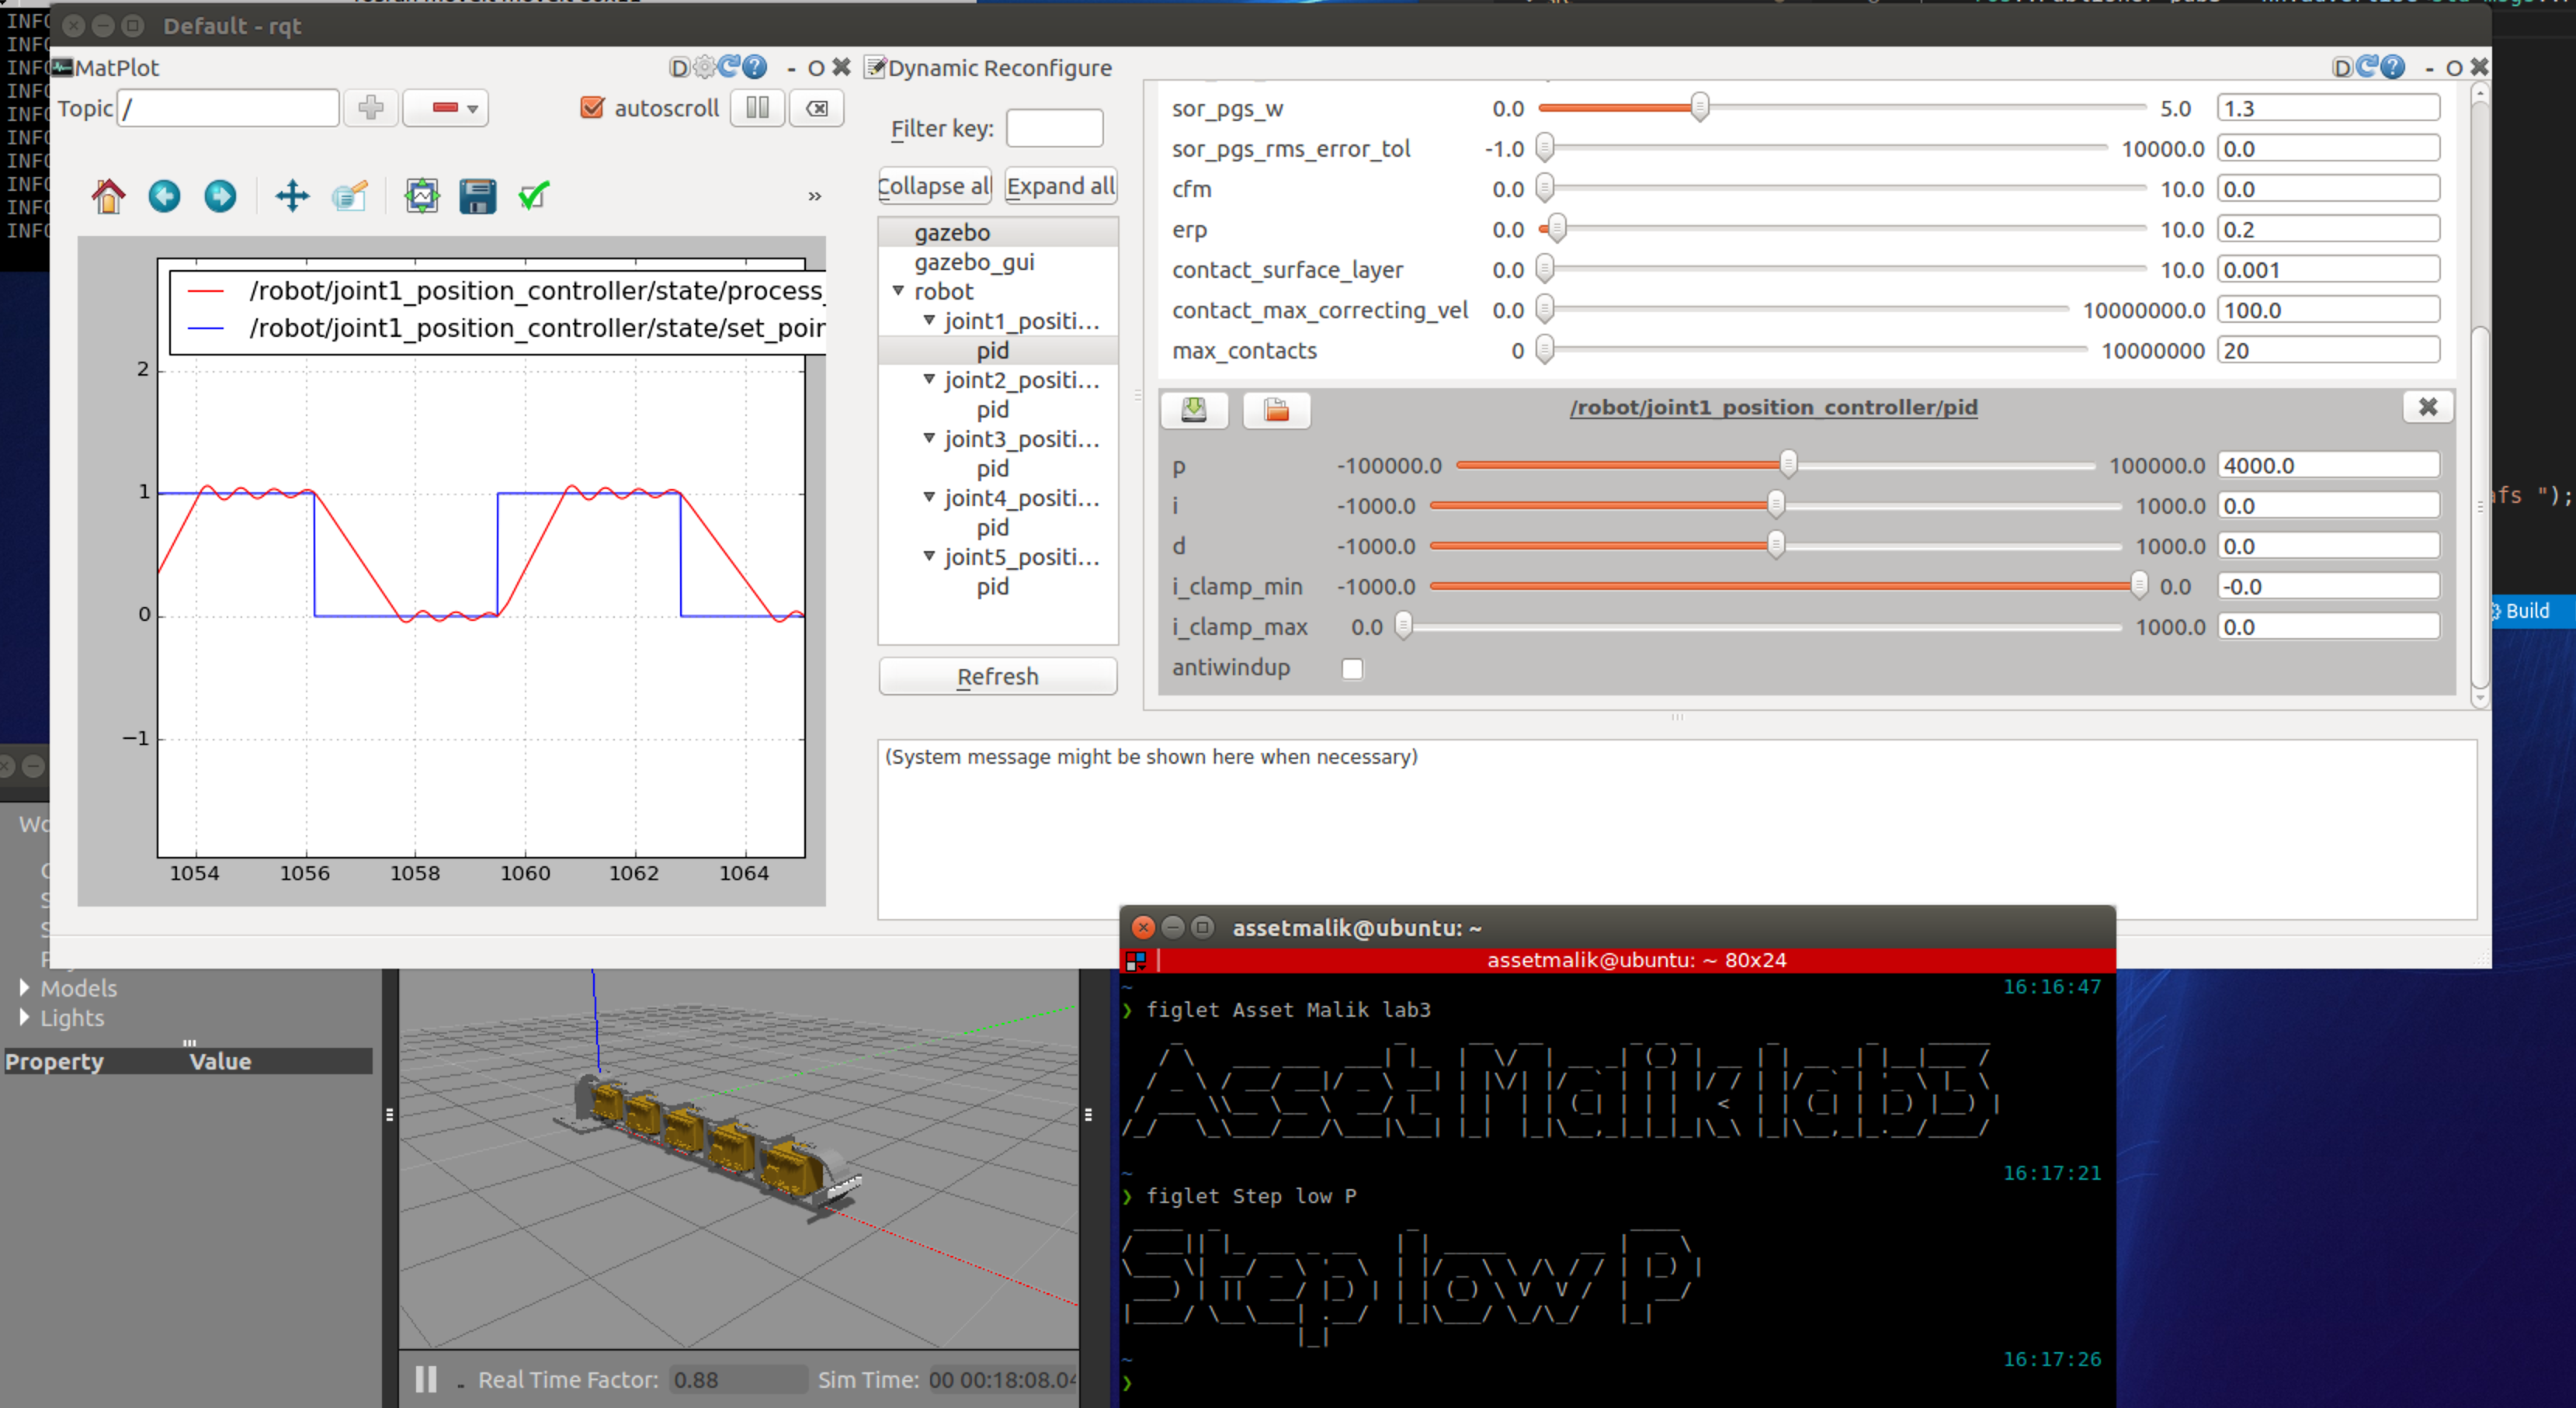 INFO
INFO
INFO
INFO
INFO
INFO
INFO
INFO
INFO
INFO
Default - rqt
MatPlot
Topic /
autoscroll
/robot/joint1_position_controller/state/process_
/robot/joint1_position_controller/state/set_poin
2
1
0
−1
1054 1056 1058 1060 1062 1064
Dynamic Reconfigure
Filter key:
Collapse all Expand all
gazebo
gazebo_gui
robot
joint1_positi...
pid
joint2_positi...
pid
joint3_positi...
pid
joint4_positi...
pid
joint5_positi...
pid
Refresh
sor_pgs_w 0.0 5.0 1.3
sor_pgs_rms_error_tol -1.0 10000.0 0.0
cfm 0.0 10.0 0.0
erp 0.0 10.0 0.2
contact_surface_layer 0.0 10.0 0.001
contact_max_correcting_vel 0.0 10000000.0 100.0
max_contacts 0 10000000 20
/robot/joint1_position_controller/pid
p -100000.0 100000.0 4000.0
i -1000.0 1000.0 0.0
d -1000.0 1000.0 0.0
i_clamp_min -1000.0 0.0 -0.0
i_clamp_max 0.0 1000.0 0.0
antiwindup
(System message might be shown here when necessary)
afs ");
Build
Models
Lights
Property Value
Real Time Factor: 0.88 Sim Time: 00 00:18:08.04
assetmalik@ubuntu: ~
assetmalik@ubuntu: ~ 80x24
~ 16:16:47
❯ figlet Asset Malik lab3
Asset Malik lab3
~ 16:17:21
❯ figlet Step low P
Step low P
~ 16:17:26
❯